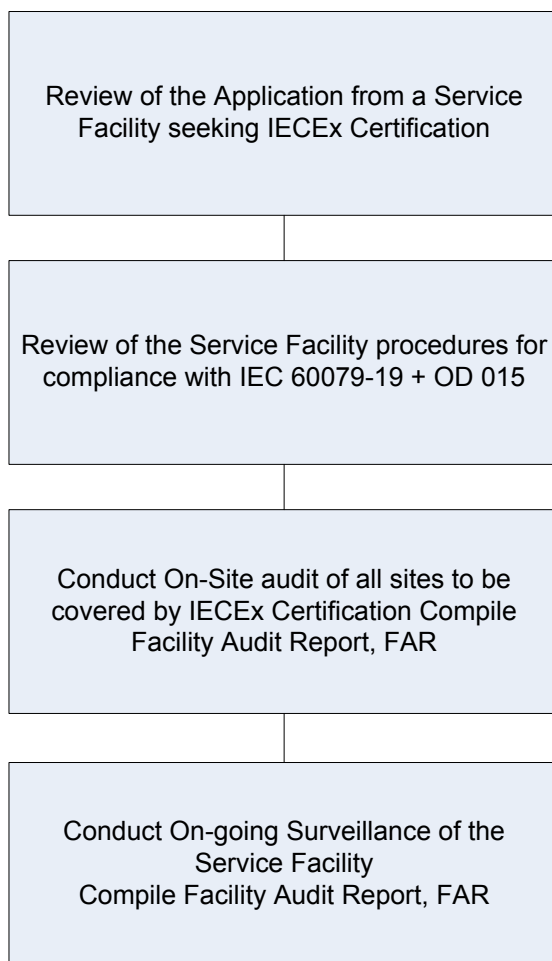 Review of the Application from a Service
Facility seeking IECEx Certification
Review of the Service Facility procedures for
compliance with IEC 60079-19 + OD 015
Conduct On-Site audit of all sites to be
covered by IECEx Certification Compile
Facility Audit Report, FAR
Conduct On-going Surveillance of the
Service Facility
Compile Facility Audit Report, FAR